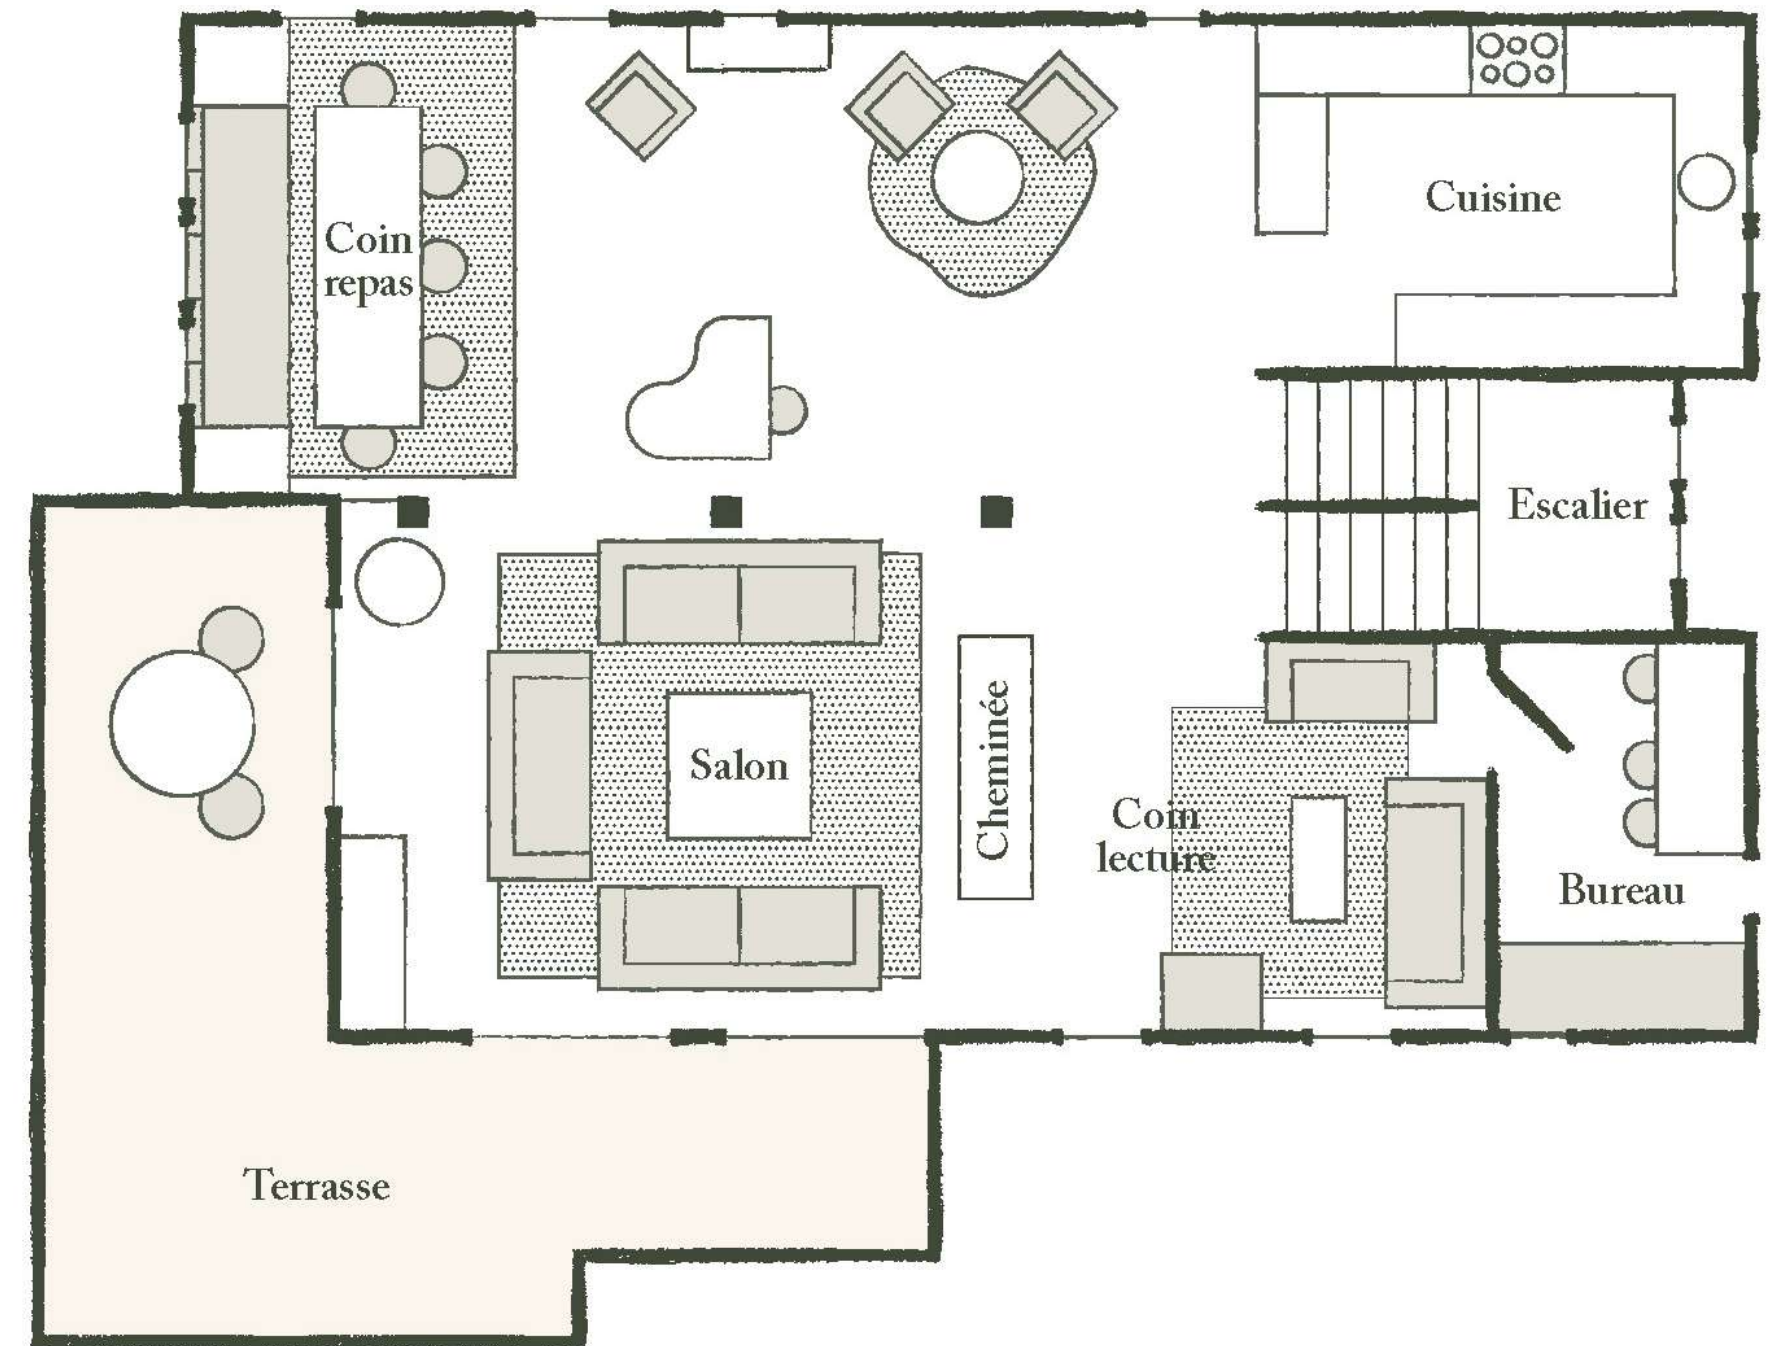 Cuisine
Coin
repas
Escalier
Salon
Cheminée
Coin
lecture
Bureau
Terrasse